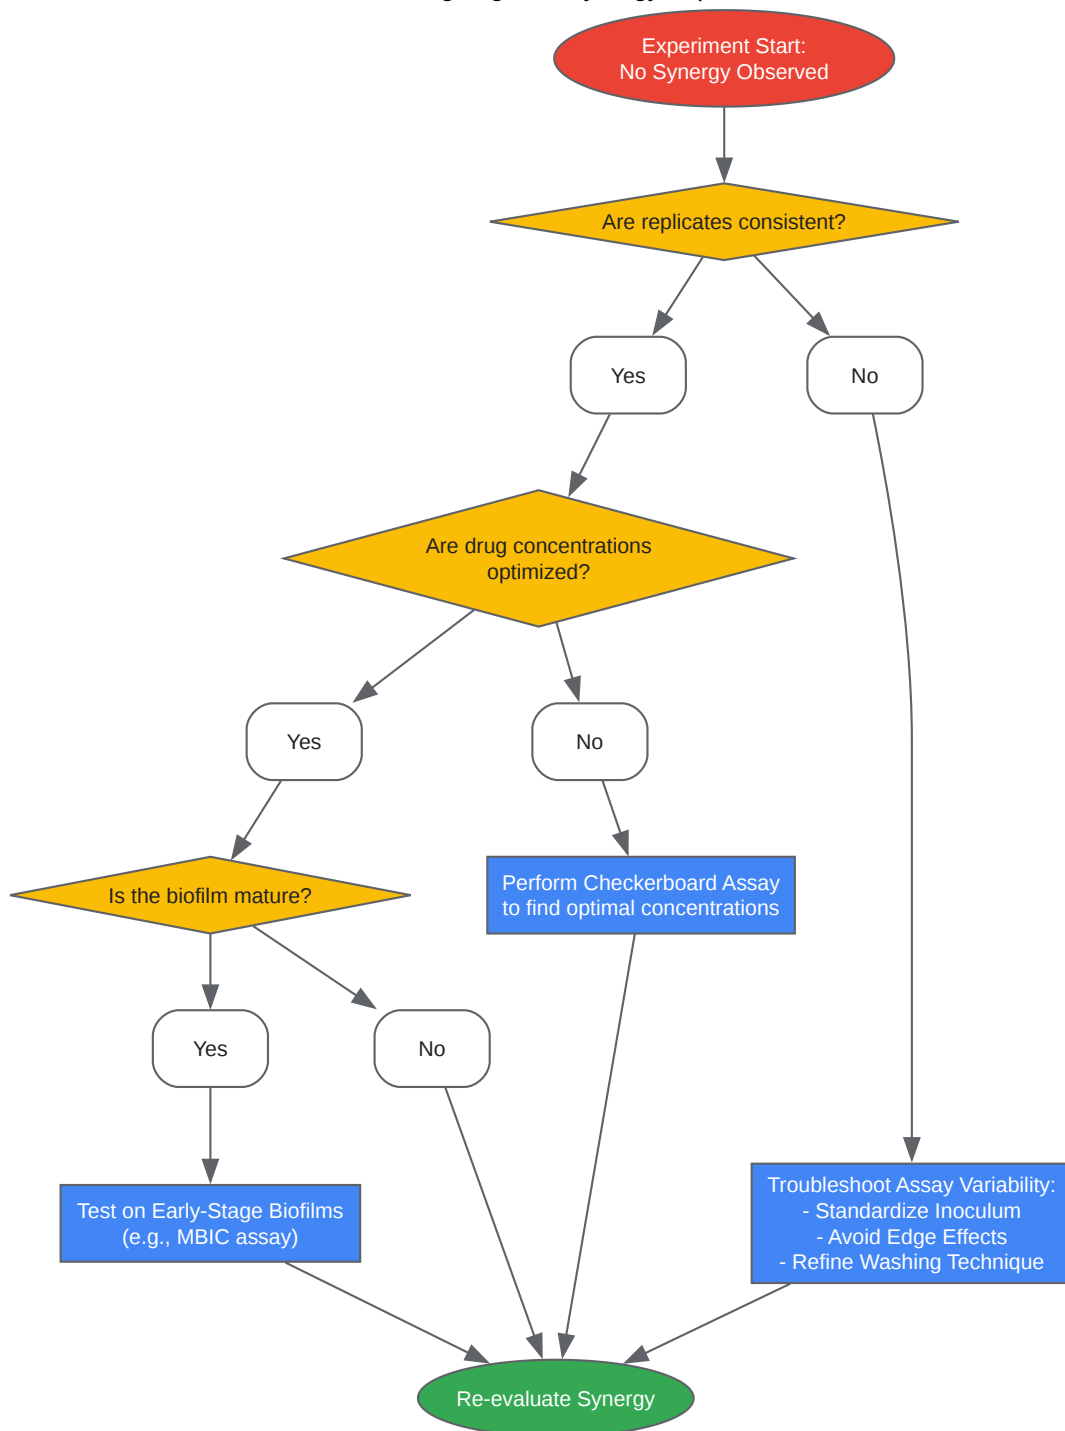 Experiment Start:
No Synergy Observed
Are replicates consistent?
Yes
No
Are drug concentrations
optimized?
Yes
No
Is the biofilm mature?
Perform Checkerboard Assay
to find optimal concentrations
Yes
No
Test on Early-Stage Biofilms
(e.g., MBIC assay)
Troubleshoot Assay Variability:
- Standardize Inoculum
- Avoid Edge Effects
- Refine Washing Technique
Re-evaluate Synergy